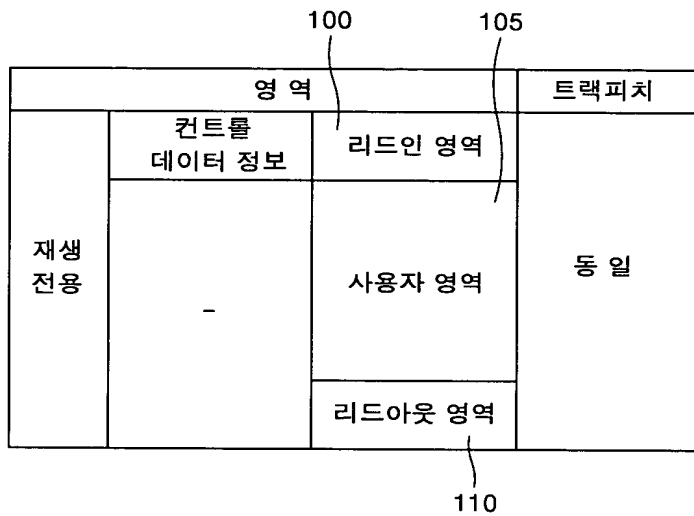 100
105
영 역
트랙피치
컨트롤
데이터 정보
리드인 영역
재생
전용
-
사용자 영역
동 일
리드아웃 영역
110